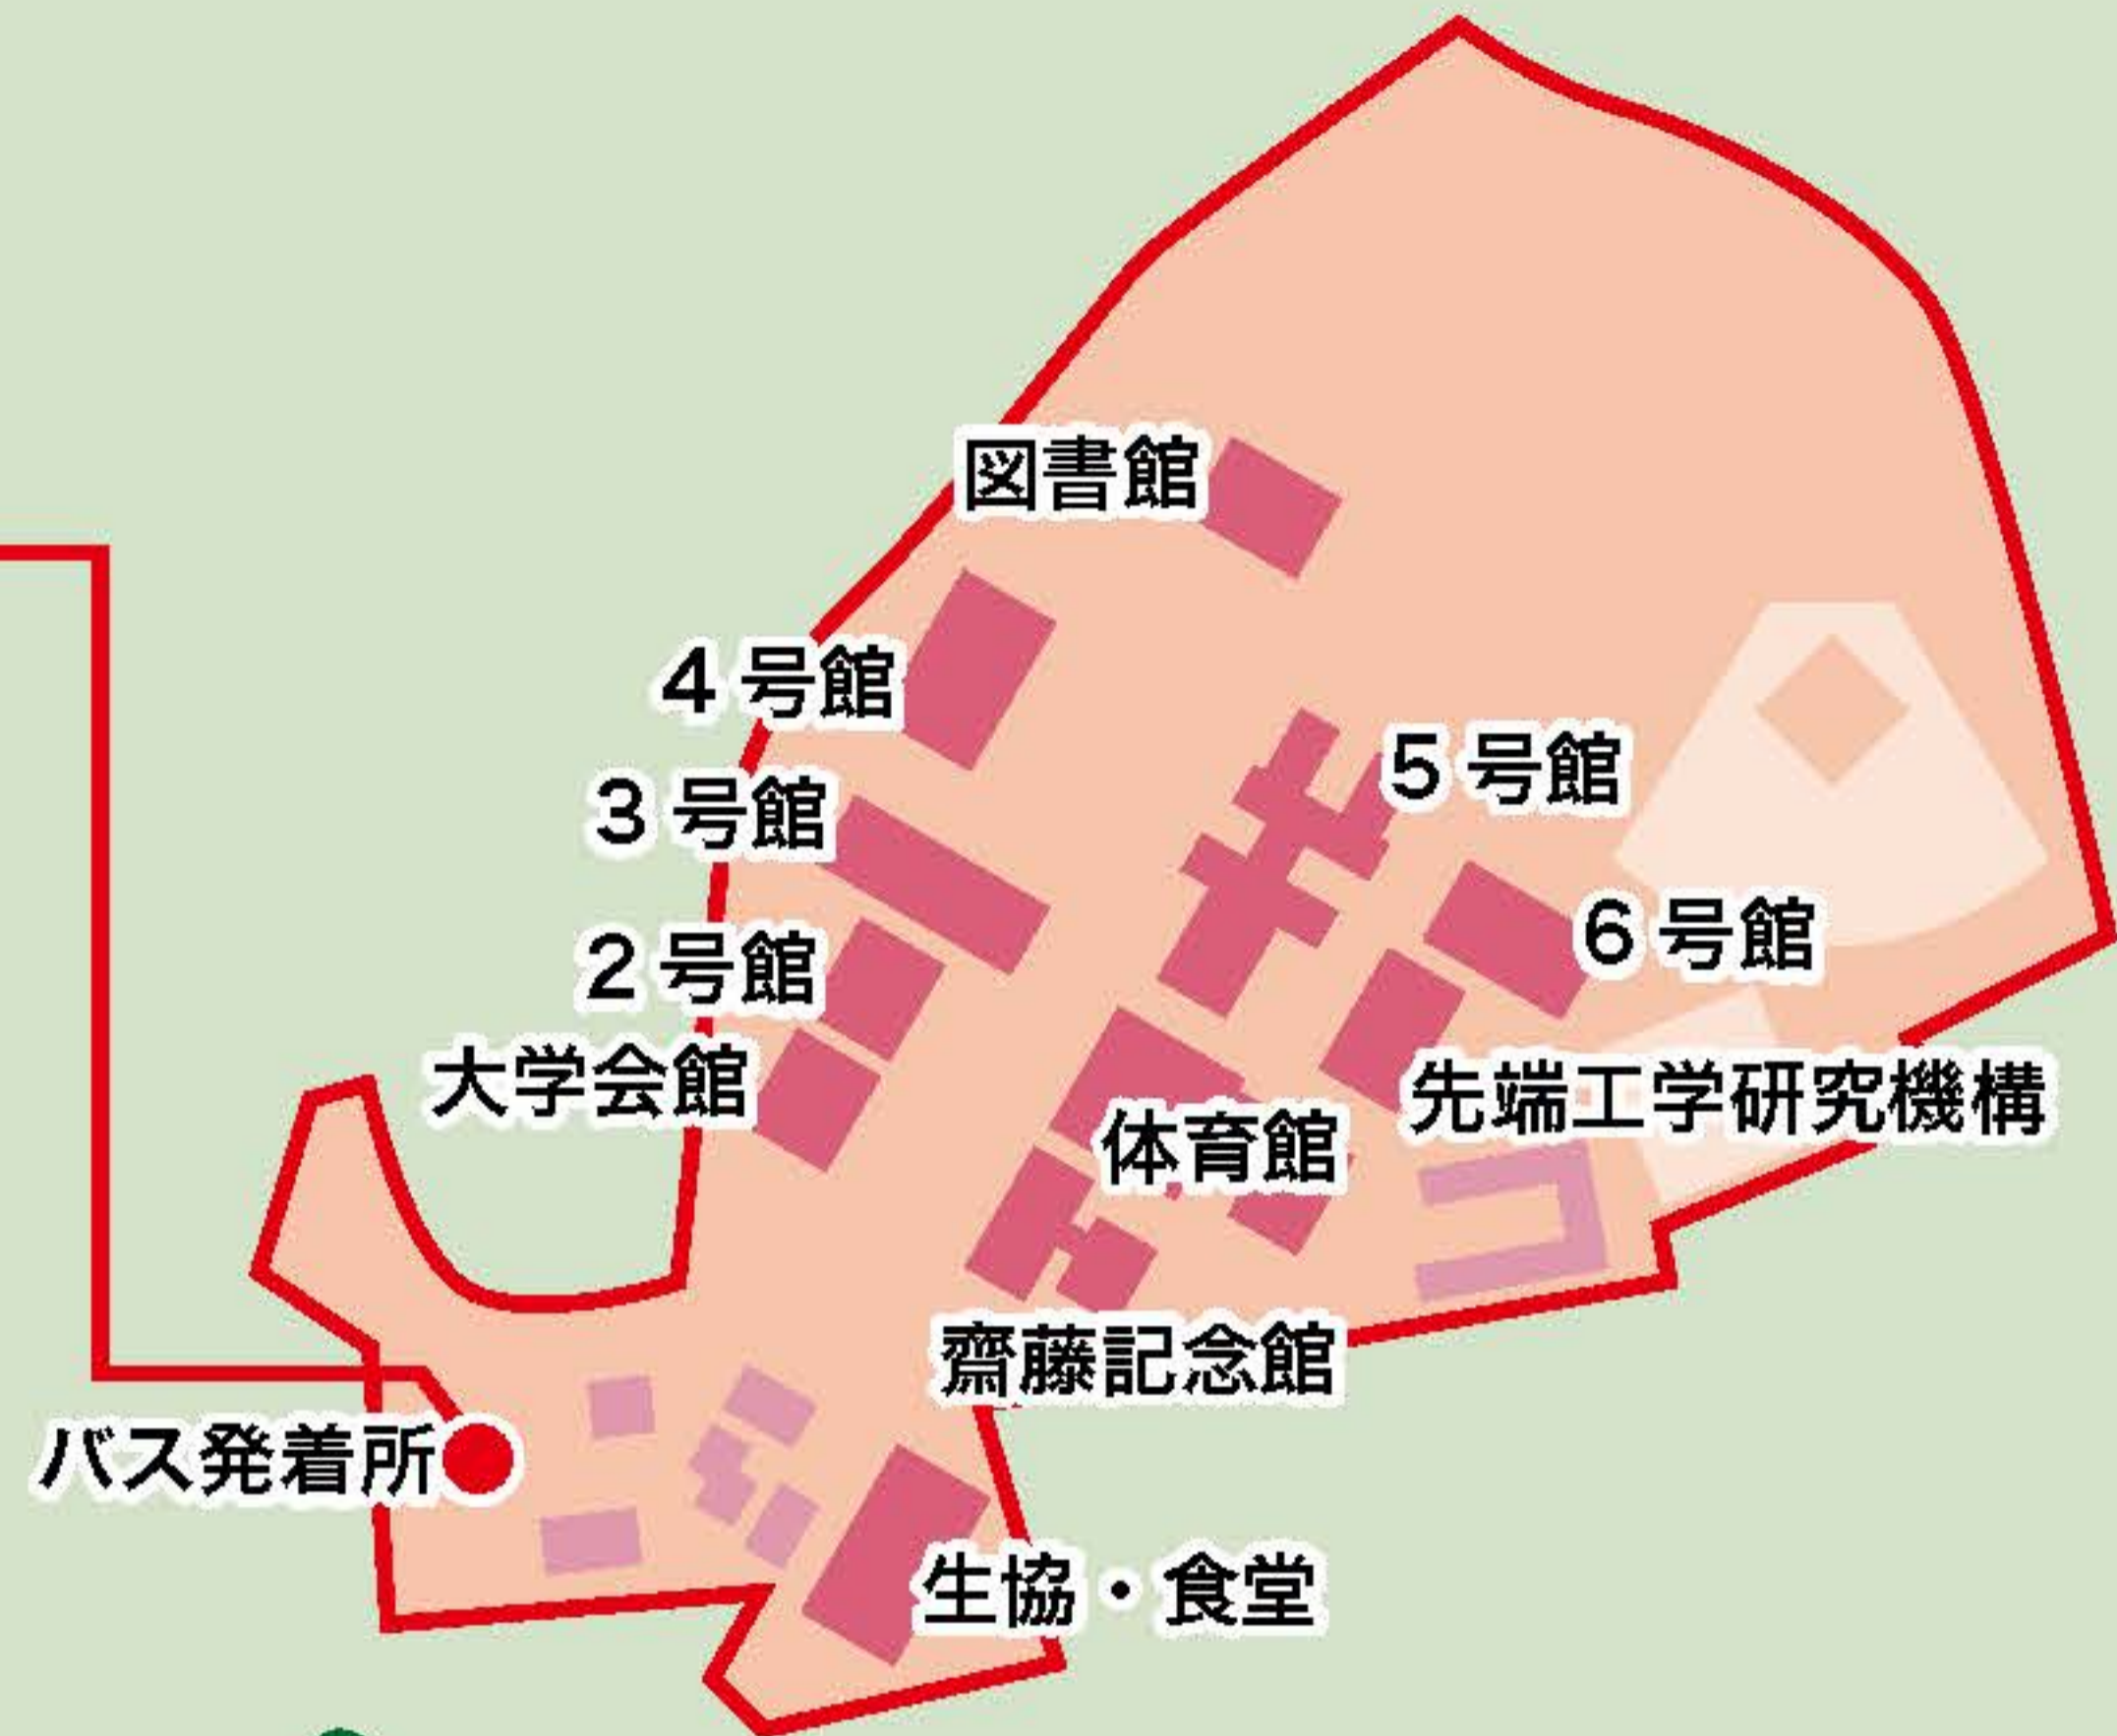 図書館
４号館
５号館
３号館
６号館
２号館
大学会館
先端工学研究機構
体育館
齋藤記念館
バス発着所
生協・食堂